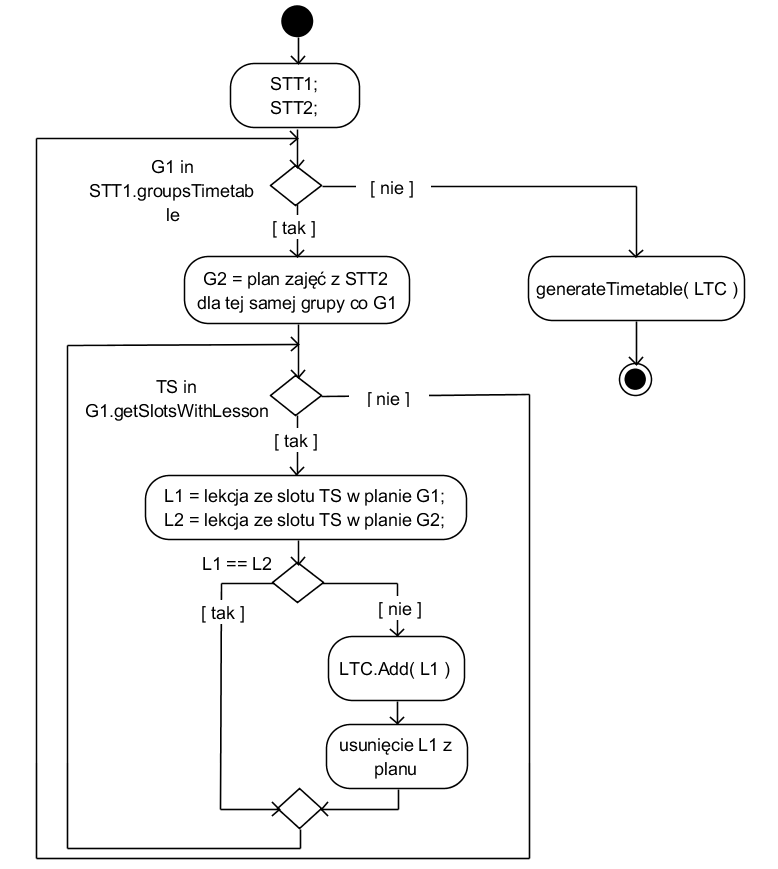 STT1;
STT2;
G1 in
STT1.groupsTimetab
le
[ nie ]
[ tak ]
G2 = plan zajęć z STT2
dla tej samej grupy co G1
generateTimetable( LTC )
TS in
G1.getSlotsWithLesson
[ nie ]
[ tak ]
L1 = lekcja ze slotu TS w planie G1;
L2 = lekcja ze slotu TS w planie G2;
L1 == L2
[ tak ]
[ nie ]
LTC.Add( L1 )
usunięcie L1 z
planu